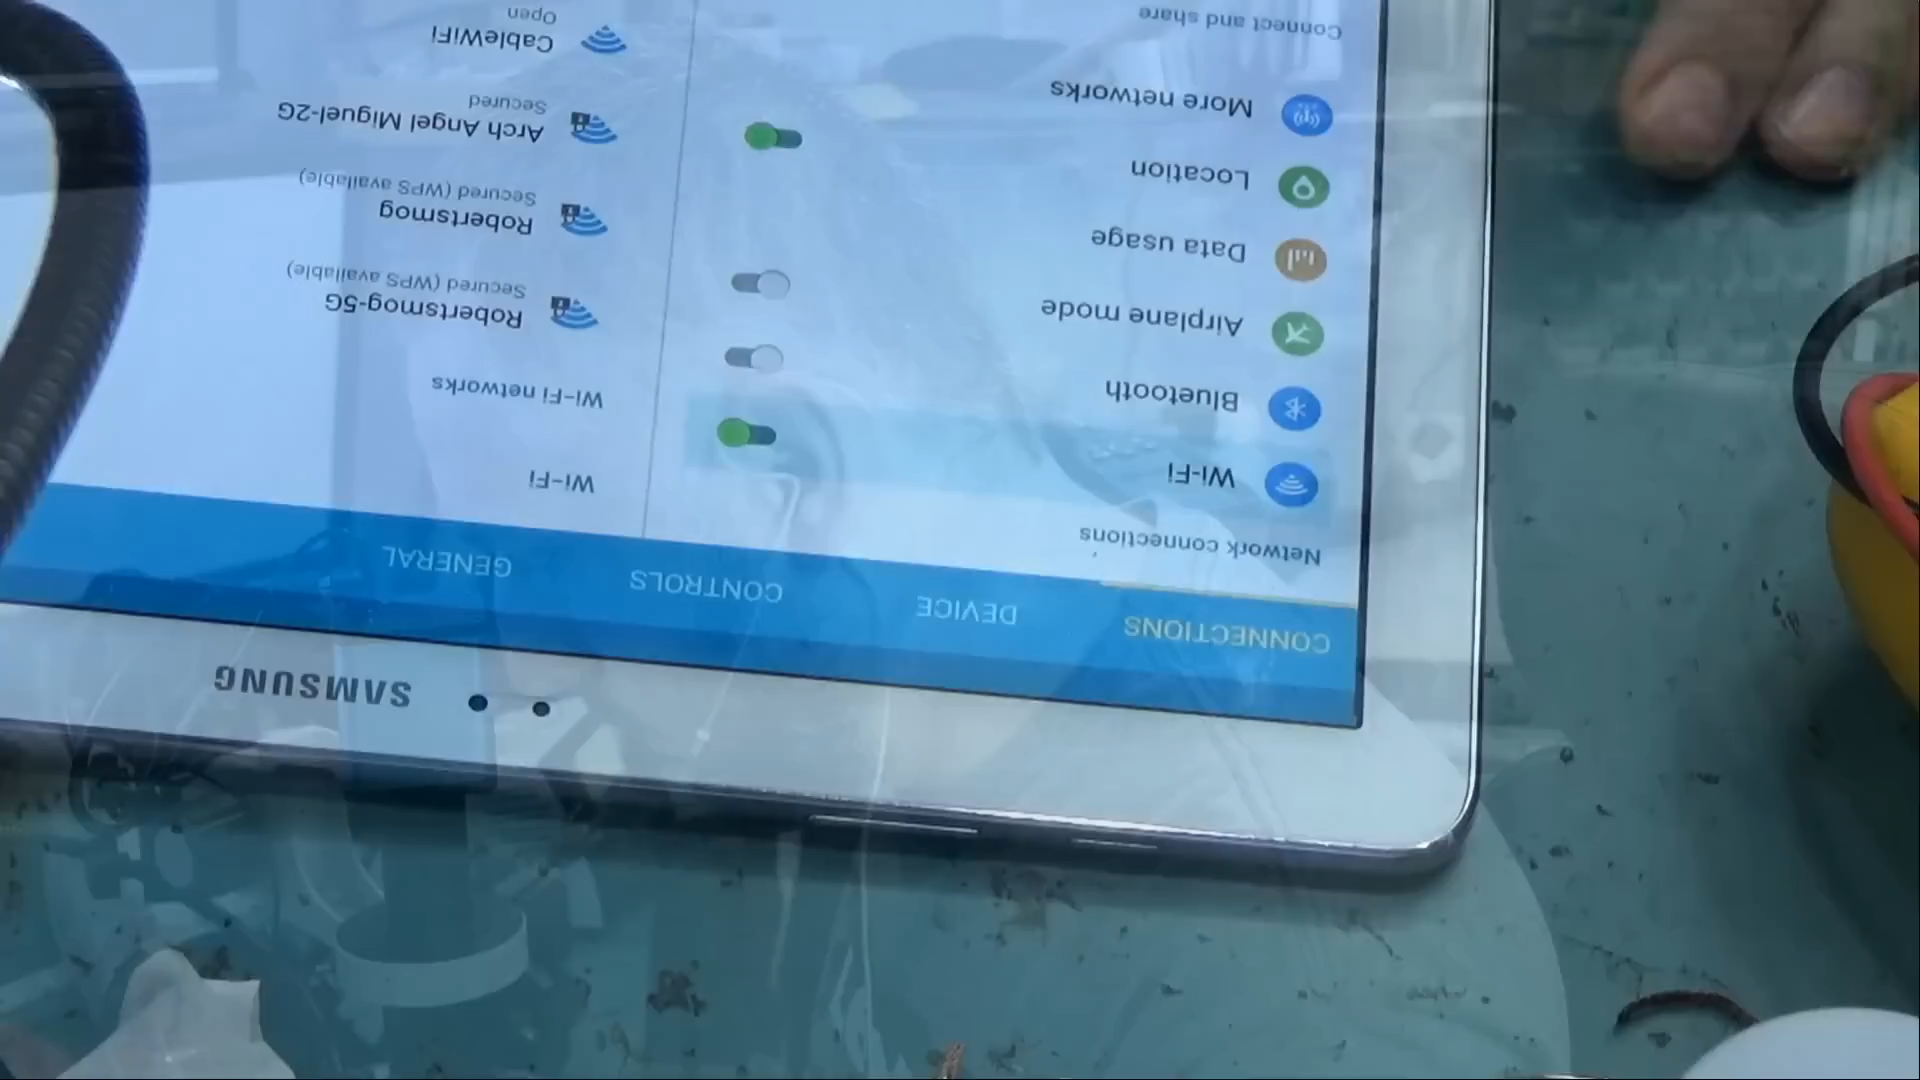 SAMSUNG
CONNECTIONS
DEVICE
CONTROLS
GENERAL
Network connections
Wi-Fi
Bluetooth
Airplane mode
Data usage
Location
More networks
Connect and share
Wi-Fi
Wi-Fi networks
Robertsmog-5G
Secured (WPS available)
Robertsmog
Secured (WPS available)
Arch Angel Miguel-2G
Secured
CableWiFi
Open